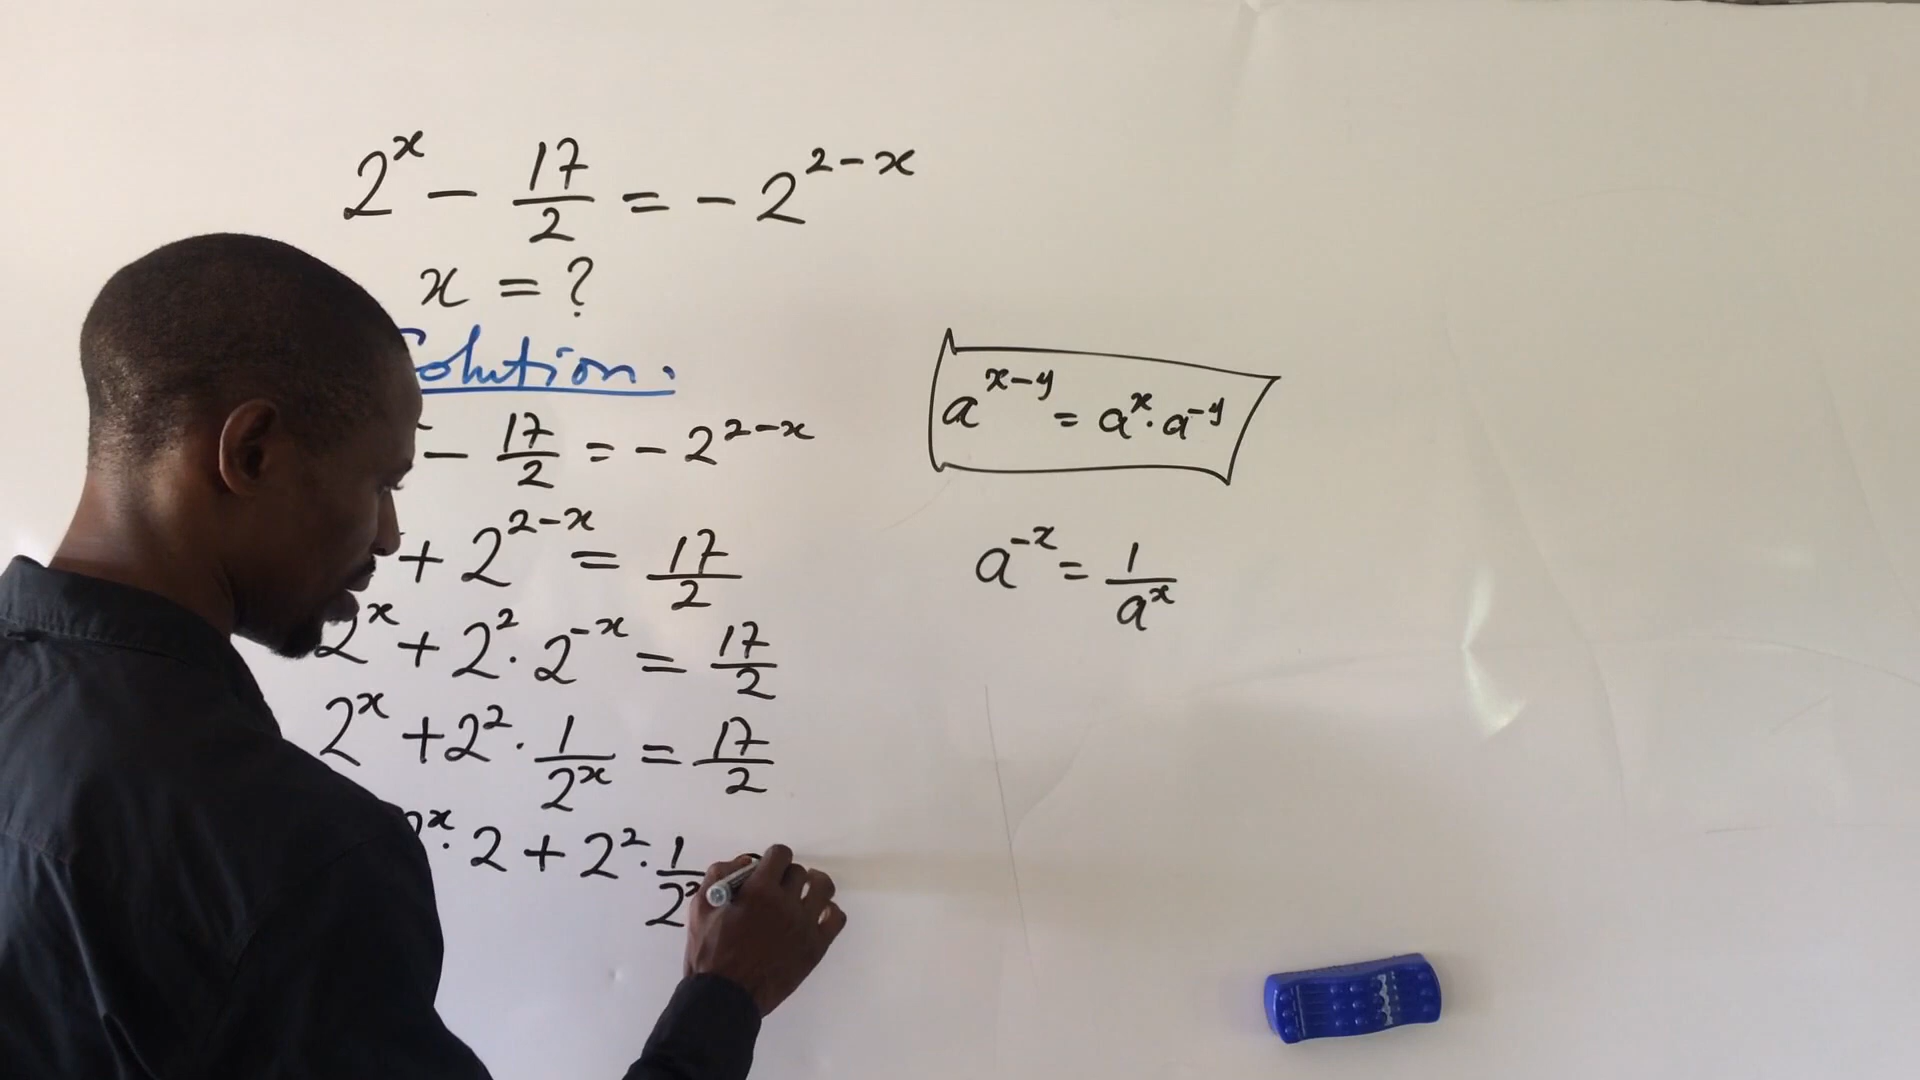 2^x - 17/2 = -2^(2-x)
x = ?
Solution.
- 17/2 = -2^(2-x)
+ 2^(2-x) = 17/2
2^x + 2^2 · 2^-x = 17/2
2^x + 2^2 · 1/2^x = 17/2
2^x · 2 + 2^2 · 1/2^x
a^(x-y) = a^x · a^-y
a^-x = 1/a^x